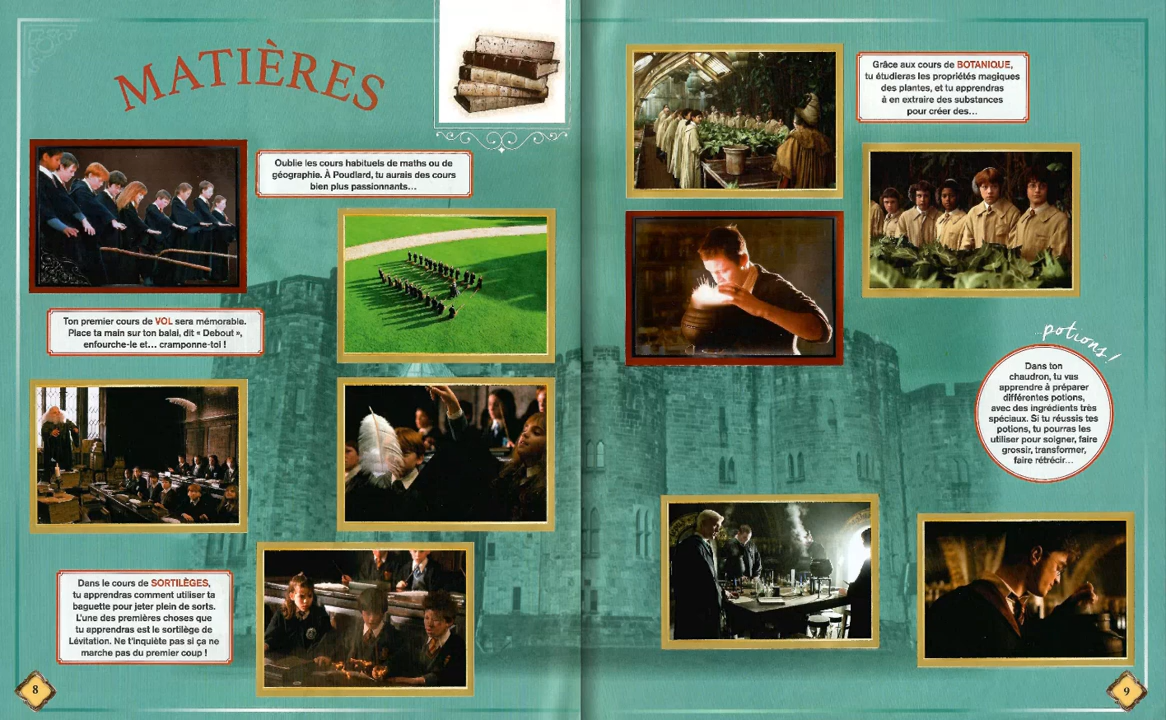 MATIÈRES
Oublie les cours habituels de maths ou de
géographie. À Poudlard, tu aurais des cours
bien plus passionnants...
Ton premier cours de VOL sera mémorable.
Place ta main sur ton balai, dit « Debout »,
enfourche-le et... cramponne-toi !
Dans le cours de SORTILÈGES,
tu apprendras comment utiliser ta
baguette pour jeter plein de sorts.
L'une des premières choses que
tu apprendras est le sortilège de
Lévitation. Ne t'inquiète pas si ça ne
marche pas du premier coup !
8
Grâce aux cours de BOTANIQUE,
tu étudieras les propriétés magiques
des plantes, et tu apprendras
à en extraire des substances
pour créer des...
...potions !
Dans ton
chaudron, tu vas
apprendre à préparer
différentes potions,
avec des ingrédients très
spéciaux. Si tu réussis tes
potions, tu pourras les
utiliser pour soigner, faire
grossir, transformer,
faire rétrécir...
9